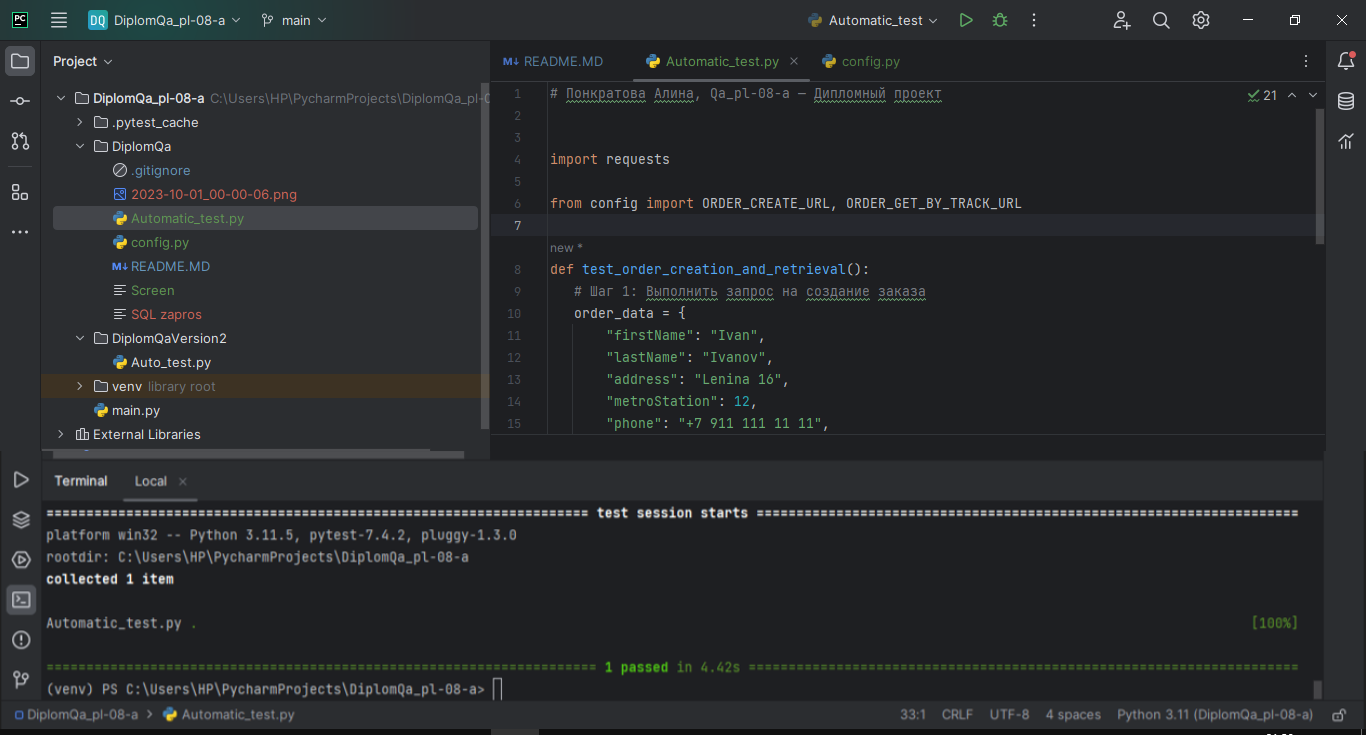 PC DQ DiplomQa_pl-08-a main Automatic_test
Project
README.MD Automatic_test.py config.py
DiplomQa_pl-08-a C:\Users\HP\PycharmProjects\DiplomQa_pl-0
.pytest_cache
DiplomQa
.gitignore
2023-10-01_00-00-06.png
Automatic_test.py
config.py
README.MD
Screen
SQL zapros
DiplomQaVersion2
Auto_test.py
venv library root
main.py
External Libraries
21
1 # Понкратова Алина, Qa_pl-08-a — Дипломный проект
2
3
4 import requests
5
6 from config import ORDER_CREATE_URL, ORDER_GET_BY_TRACK_URL
7
new *
8 def test_order_creation_and_retrieval():
9 # Шаг 1: Выполнить запрос на создание заказа
10 order_data = {
11 "firstName": "Ivan",
12 "lastName": "Ivanov",
13 "address": "Lenina 16",
14 "metroStation": 12,
15 "phone": "+7 911 111 11 11",
Terminal Local
============================= test session starts =============================
platform win32 -- Python 3.11.5, pytest-7.4.2, pluggy-1.3.0
rootdir: C:\Users\HP\PycharmProjects\DiplomQa_pl-08-a
collected 1 item
Automatic_test.py . [100%]
============================= 1 passed in 4.42s =============================
(venv) PS C:\Users\HP\PycharmProjects\DiplomQa_pl-08-a>
DiplomQa_pl-08-a > Automatic_test.py 33:1 CRLF UTF-8 4 spaces Python 3.11 (DiplomQa_pl-08-a)